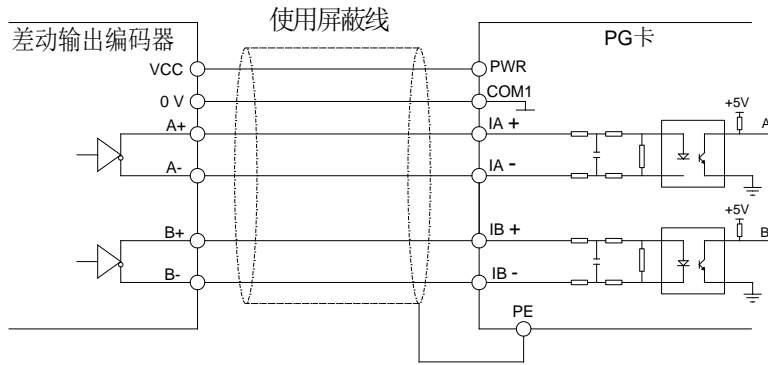 使用屏蔽线
差动输出编码器
PG卡
VCC
PWR
0 V
COM1
+5V
A+
IA +
A
A-
IA -
+5V
B+
IB +
B
B-
IB -
PE